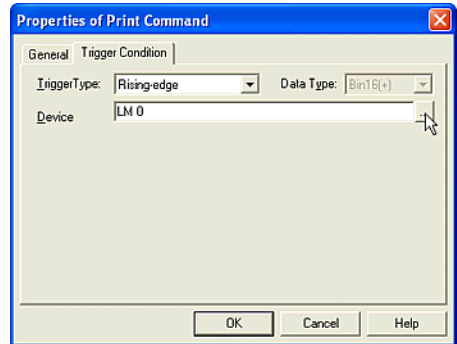 Properties of Print Command
General Trigger Condition
TriggerType: Rising-edge Data Type: Bin16(+)
Device LM 0 ...
OK Cancel Help